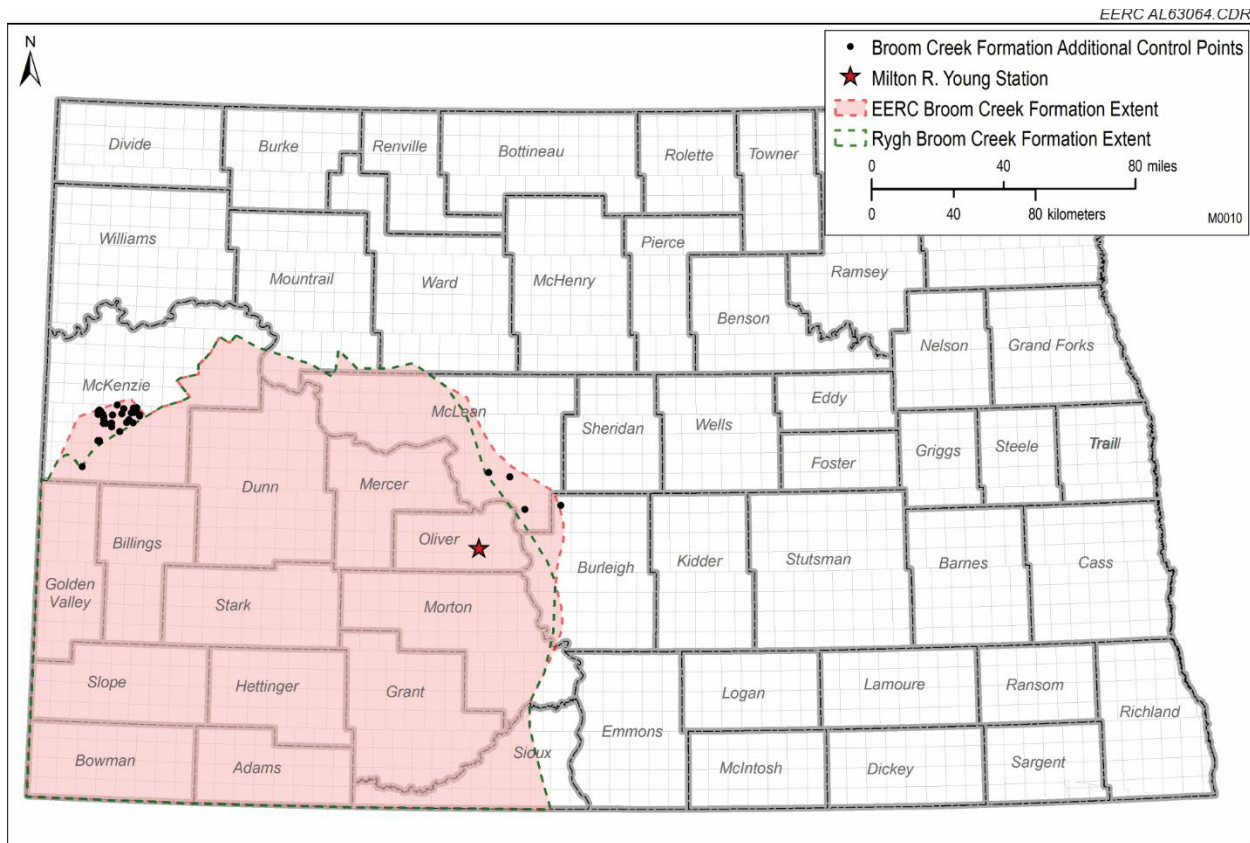 EERC AL63064.CDR
N
Broom Creek Formation Additional Control Points
Milton R. Young Station
EERC Broom Creek Formation Extent
Rygh Broom Creek Formation Extent
0 40 80 miles
0 40 80 kilometers
M0010
Divide
Burke
Renville
Bottineau
Rolette
Towner
Williams
Mountrail
Ward
McHenry
Pierce
Ramsey
Benson
Nelson
Grand Forks
McKenzie
McLean
Sheridan
Wells
Eddy
Foster
Griggs
Steele
Traill
Dunn
Mercer
Oliver
Billings
Golden
Valley
Stark
Morton
Burleigh
Kidder
Stutsman
Barnes
Cass
Slope
Hettinger
Grant
Sioux
Emmons
Logan
Lamoure
Ransom
Richland
Bowman
Adams
McIntosh
Dickey
Sargent